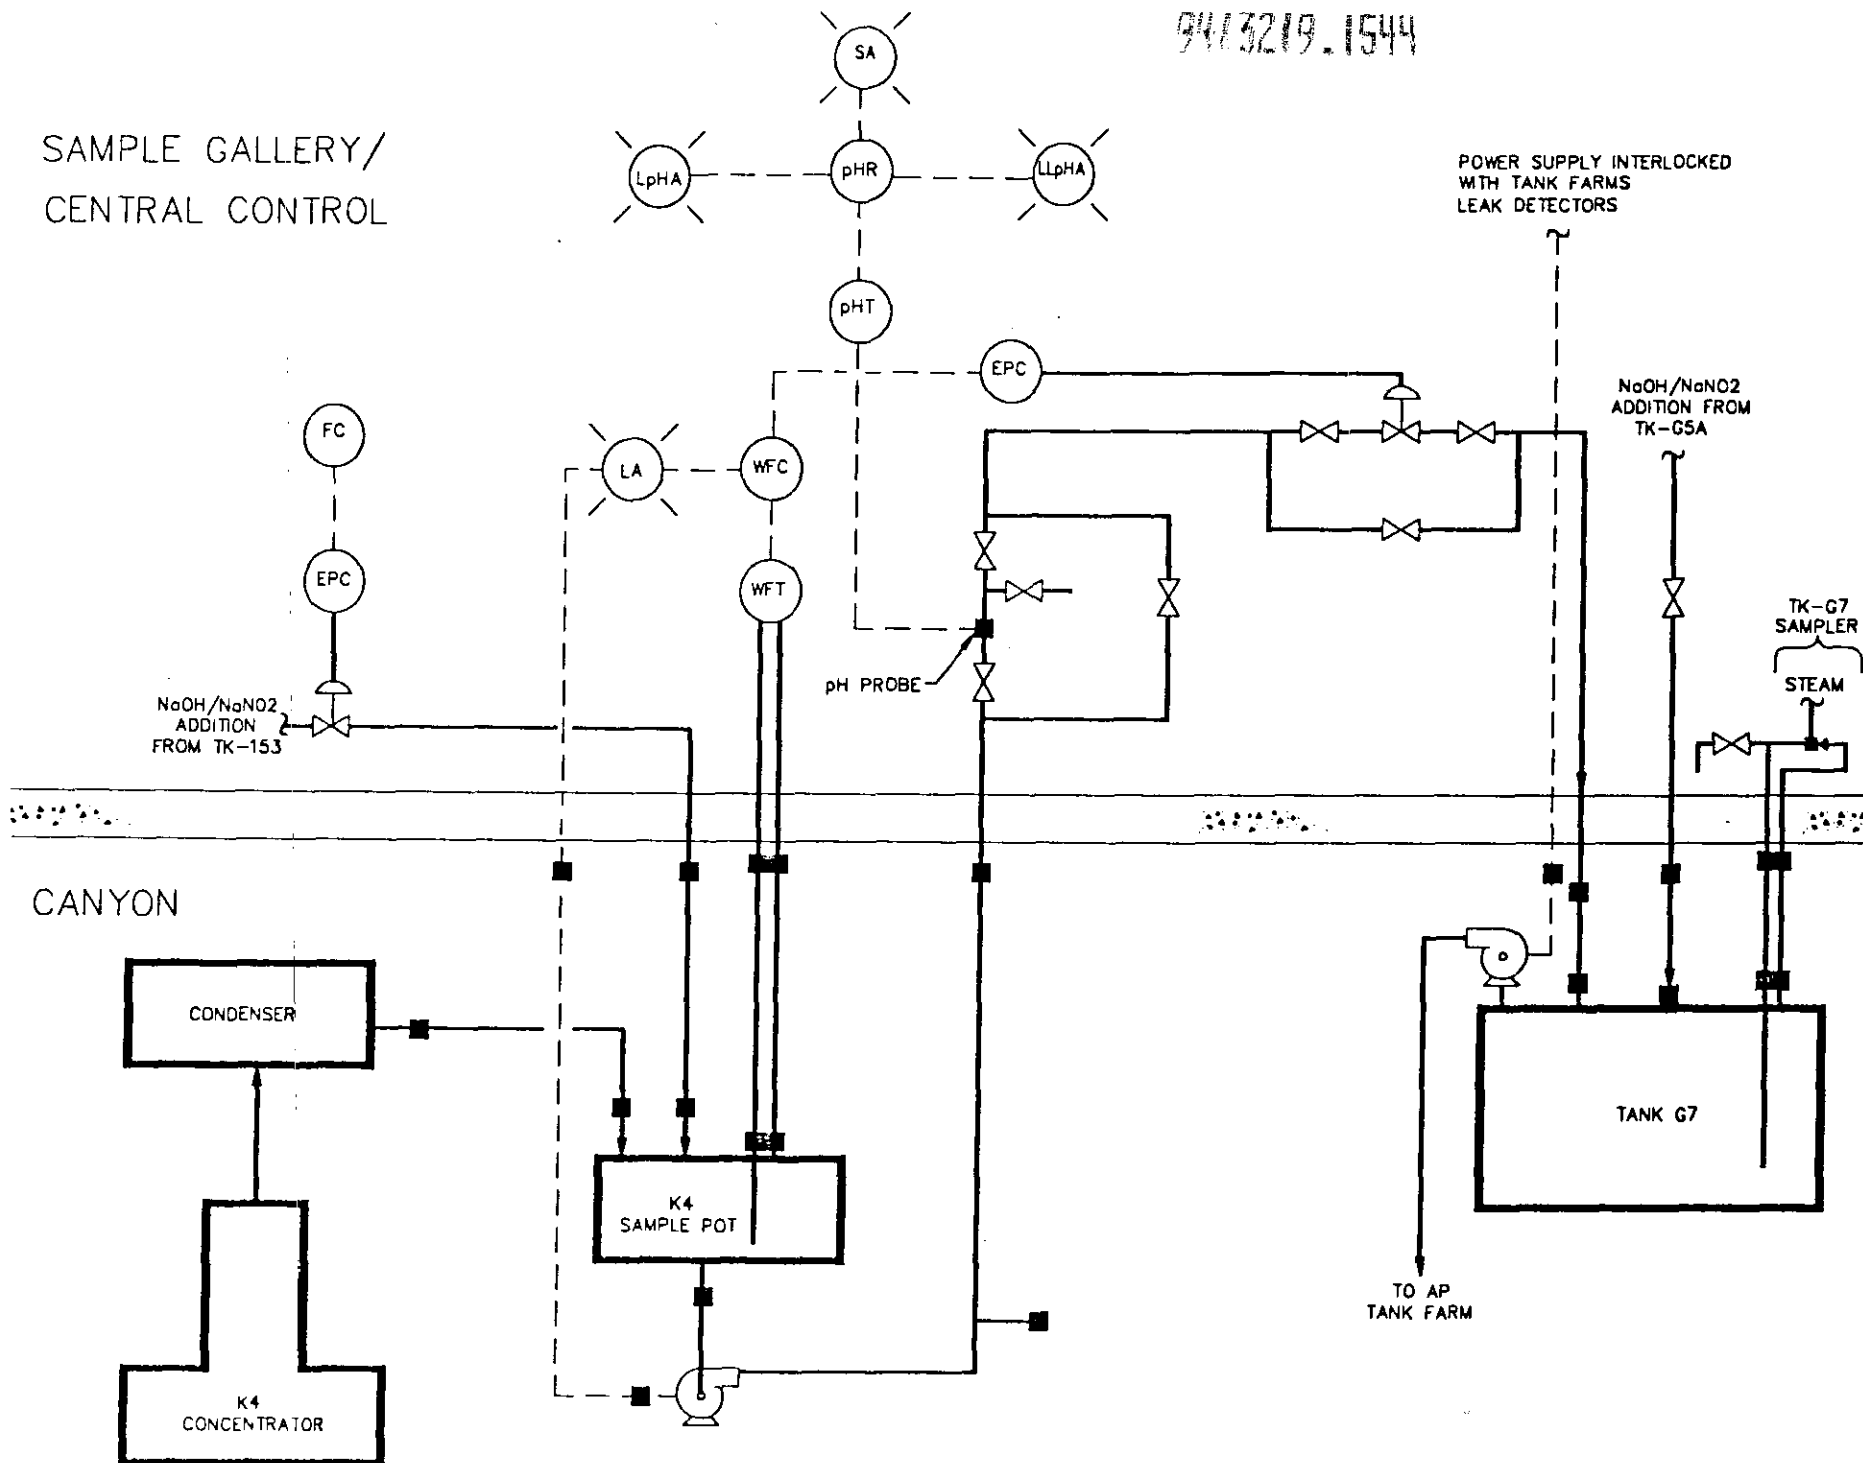 9413219.1544
SAMPLE GALLERY/
CENTRAL CONTROL
SA
LpHA
pHR
LLpHA
POWER SUPPLY INTERLOCKED
WITH TANK FARMS
LEAK DETECTORS
pHT
EPC
NaOH/NaNO2
ADDITION FROM
TK-G5A
FC
LA
WFC
EPC
WFT
TK-G7
SAMPLER
STEAM
pH PROBE
NaOH/NaNO2
ADDITION
FROM TK-153
CANYON
CONDENSER
TANK G7
K4
SAMPLE POT
TO AP
TANK FARM
K4
CONCENTRATOR